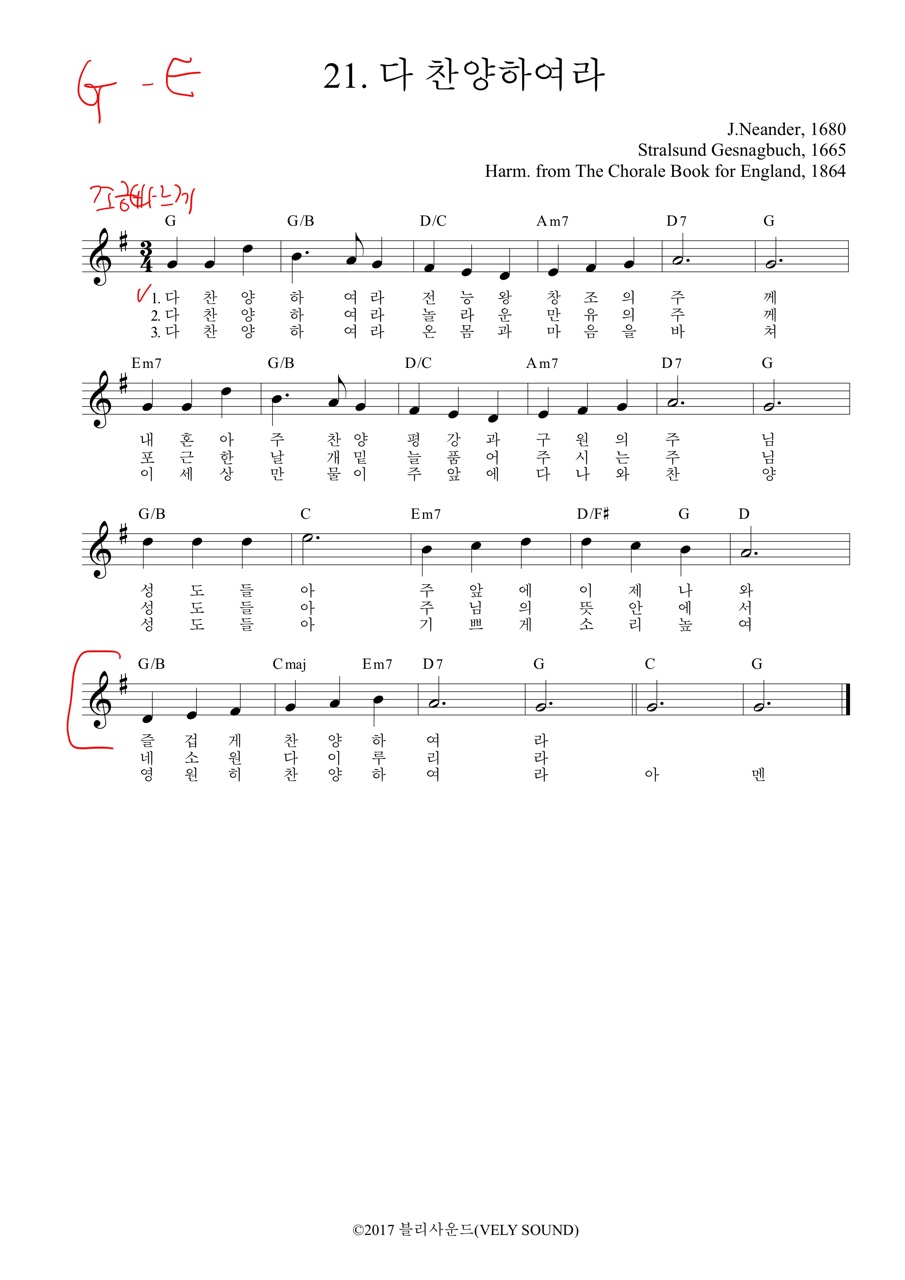 G - E
21. 다 찬양하여라
J.Neander, 1680
Stralsund Gesnagbuch, 1665
Harm. from The Chorale Book for England, 1864
조금빠르게
G G/B D/C Am7 D7 G
3
4
1. 다 찬 양 하 여 라 전 능 왕 창 조 의 주 께
2. 다 찬 양 하 여 라 놀 라 운 만 유 의 주 께
3. 다 찬 양 하 여 라 온 몸 과 마 음 을 바 쳐
Em7 G/B D/C Am7 D7 G
내 혼 아 주 찬 양 평 강 과 구 원 의 주 님
포 근 한 날 개 밑 늘 품 어 주 시 는 주 님
이 세 상 만 물 이 주 앞 에 다 나 와 찬 양
G/B C Em7 D/F# G D
성 도 들 아 주 앞 에 이 제 나 와
성 도 들 아 주 님 의 뜻 안 에 서
성 도 들 아 기 쁘 게 소 리 높 여
G/B Cmaj Em7 D7 G C G
즐 겁 게 찬 양 하 여 라
네 소 원 다 이 루 리 라
영 원 히 찬 양 하 여 라 아 멘
©2017 블리사운드(VELY SOUND)